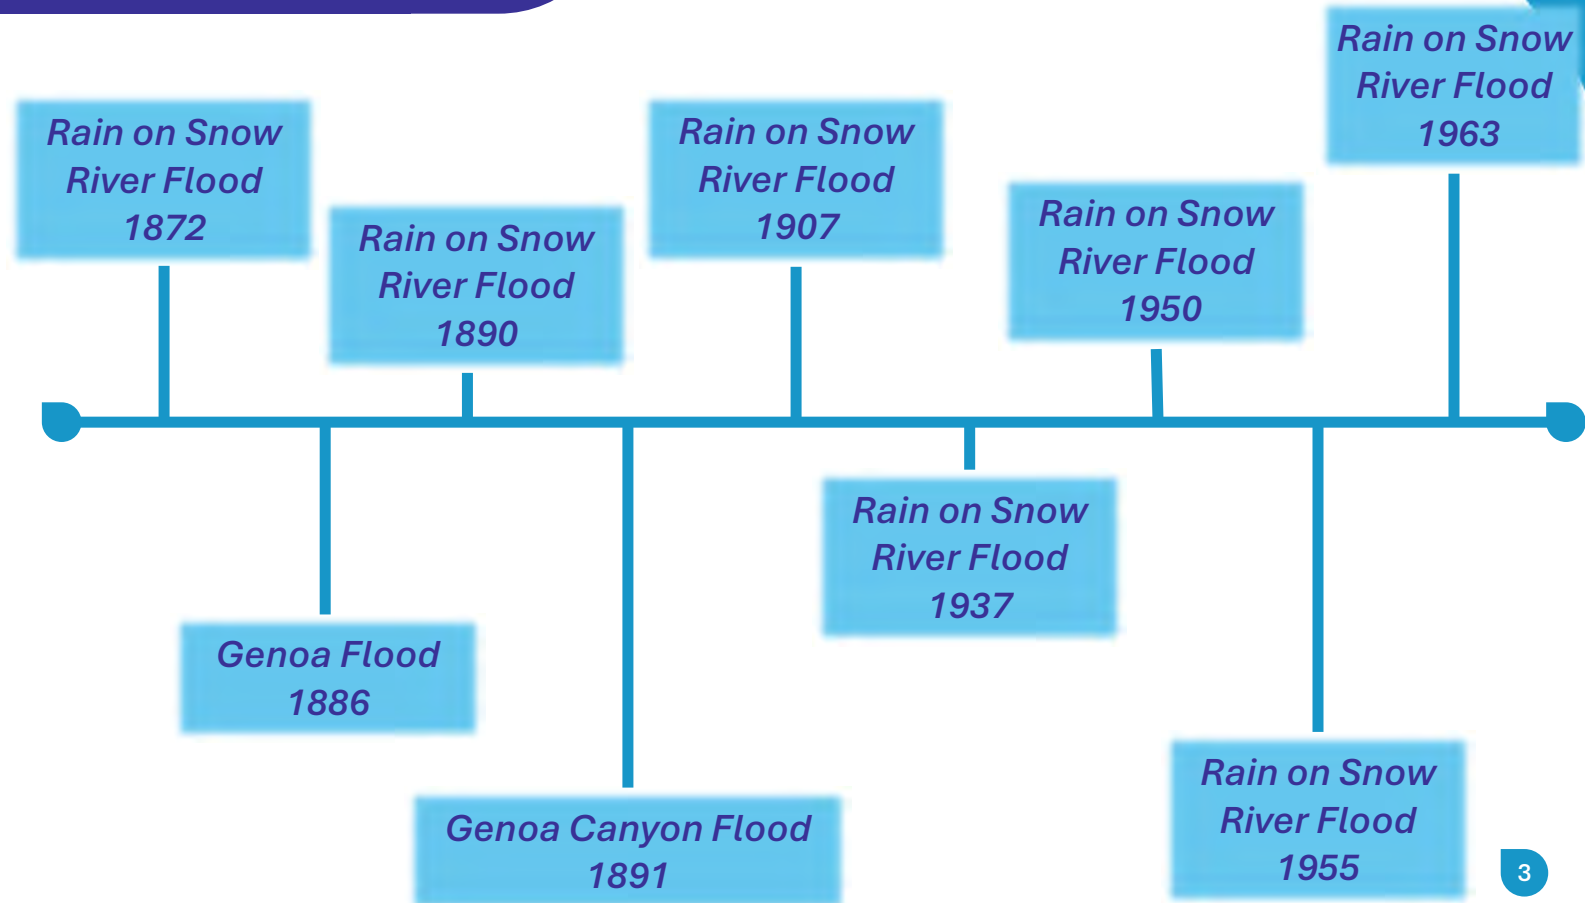 Rain on Snow
River Flood
1872
Genoa Flood
1886
Rain on Snow
River Flood
1890
Genoa Canyon Flood
1891
Rain on Snow
River Flood
1907
Rain on Snow
River Flood
1937
Rain on Snow
River Flood
1950
Rain on Snow
River Flood
1955
Rain on Snow
River Flood
1963
3